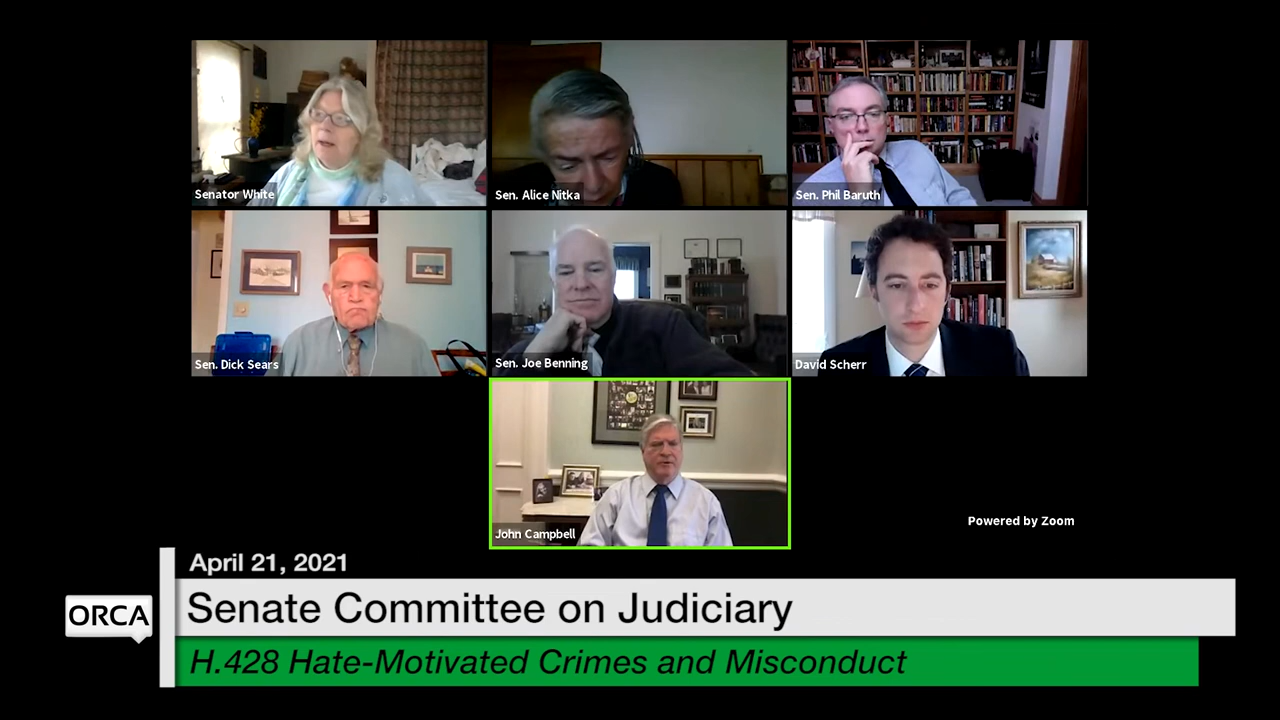 Senator White
Sen. Alice Nitka
Sen. Phil Baruth
Sen. Dick Sears
Sen. Joe Benning
David Scherr
John Campbell
Powered by Zoom
April 21, 2021
ORCA
Senate Committee on Judiciary
H.428 Hate-Motivated Crimes and Misconduct